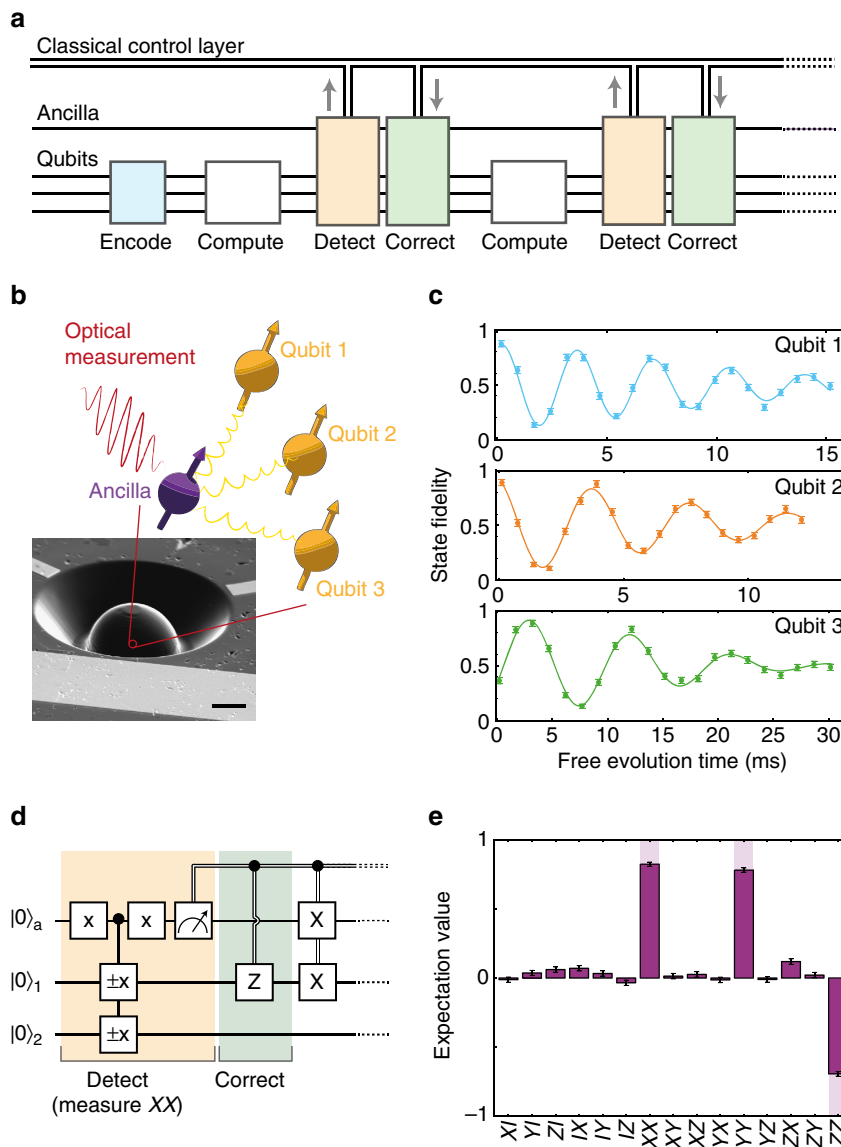 a
Classical control layer
Ancilla
Qubits
Encode
Compute
Detect
Correct
Compute
Detect
Correct
b
Optical
measurement
Qubit 1
Qubit 2
Ancilla
Qubit 3
c
State fidelity
1
0.5
0
Qubit 1
0 5 10 15
1
0.5
0
Qubit 2
0 5 10
1
0.5
0
Qubit 3
0 5 10 15 20 25 30
Free evolution time (ms)
d
|0⟩a
x
x
X
|0⟩1
±x
Z
X
|0⟩2
±x
Detect
(measure XX)
Correct
e
Expectation value
1
0
−1
XI
YI
ZI
IX
IY
IZ
XX
XY
XZ
YX
YY
YZ
ZX
ZY
ZZ